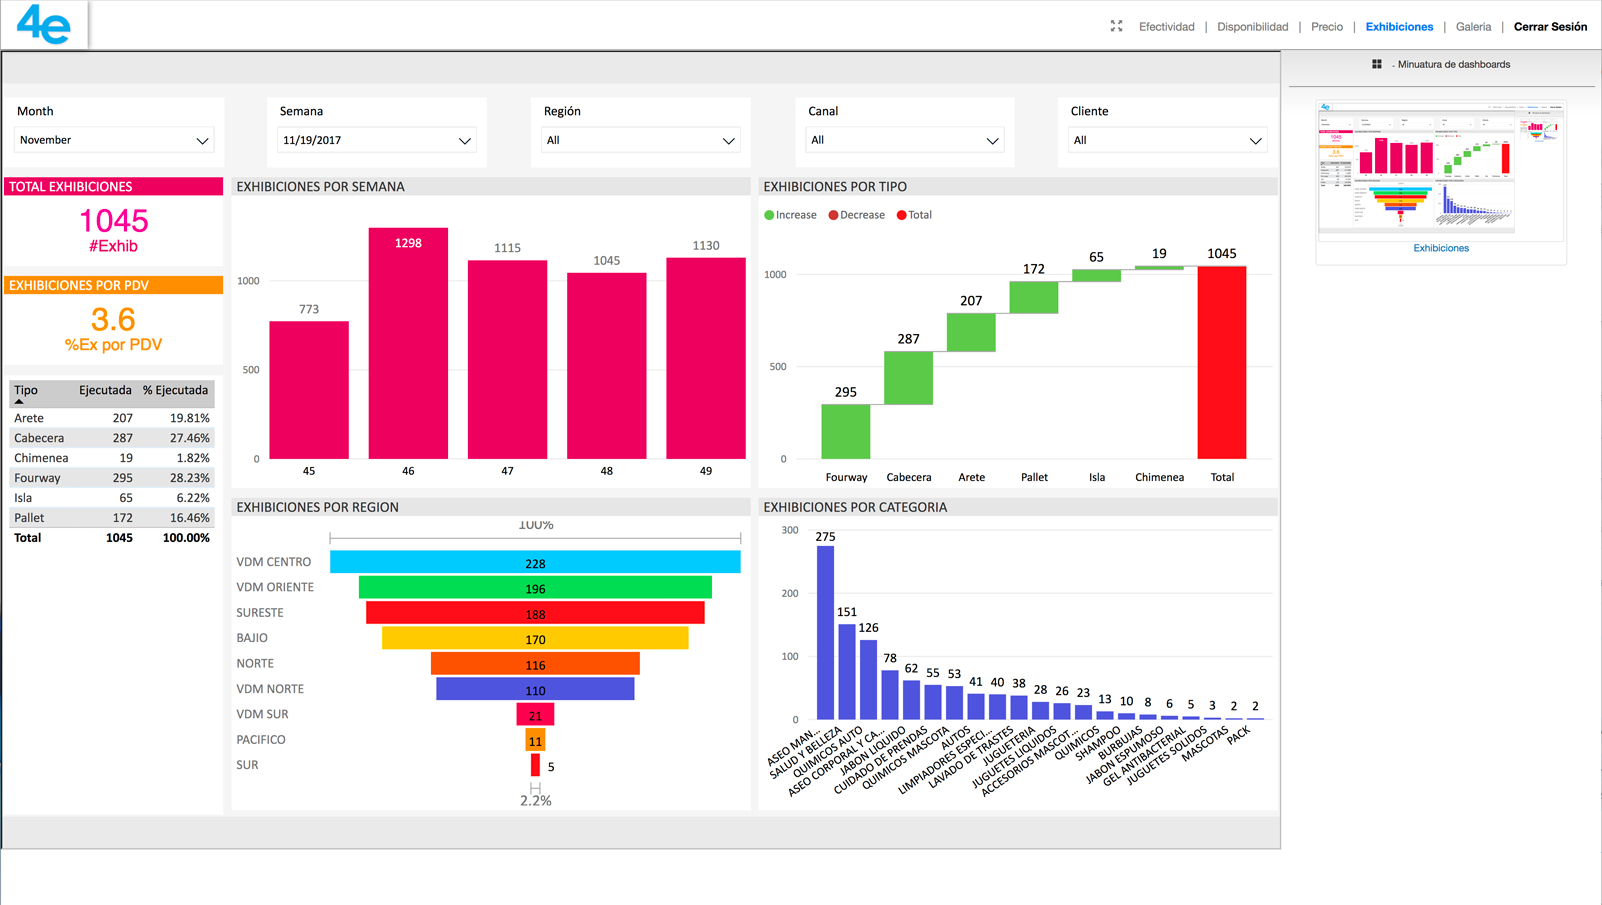 4e
Efectividad | Disponibilidad | Precio | Exhibiciones | Galeria | Cerrar Sesión
- Minuatura de dashboards
Exhibiciones
Month
November
Semana
11/19/2017
Región
All
Canal
All
Cliente
All
TOTAL EXHIBICIONES
1045
#Exhib
EXHIBICIONES POR PDV
3.6
%Ex por PDV
Tipo Ejecutada % Ejecutada
Arete 207 19.81%
Cabecera 287 27.46%
Chimenea 19 1.82%
Fourway 295 28.23%
Isla 65 6.22%
Pallet 172 16.46%
Total 1045 100.00%
EXHIBICIONES POR SEMANA
1298
1130
1115
1045
773
1000
500
0
45 46 47 48 49
EXHIBICIONES POR TIPO
Increase Decrease Total
295 287 207 172 65 19 1045
1000
500
0
Fourway Cabecera Arete Pallet Isla Chimenea Total
EXHIBICIONES POR REGION
100%
VDM CENTRO 228
VDM ORIENTE 196
SURESTE 188
BAJIO 170
NORTE 116
VDM NORTE 110
VDM SUR 21
PACIFICO 11
SUR 5
2.2%
EXHIBICIONES POR CATEGORIA
300
200
100
0
275 151 126 78 62 55 53 41 40 38 28 26 23 13 10 8 6 5 3 2 2
ASEO MAN...
SALUD Y BELLEZA
QUIMICOS AUTO
ASEO CORPORAL Y CA...
JABON LIQUIDO
CUIDADO DE PRENDAS
QUIMICOS MASCOTA
AUTOS
LIMPIADORES ESPECI...
LAVADO DE TRASTES
JUGUETERIA
JUGUETES LIQUIDOS
ACCESORIOS MASCOT...
QUIMICOS
SHAMPOO
BURBUJAS
JABON ESPUMOSO
GEL ANTIBACTERIAL
JUGUETES SOLIDOS
MASCOTAS
PACK